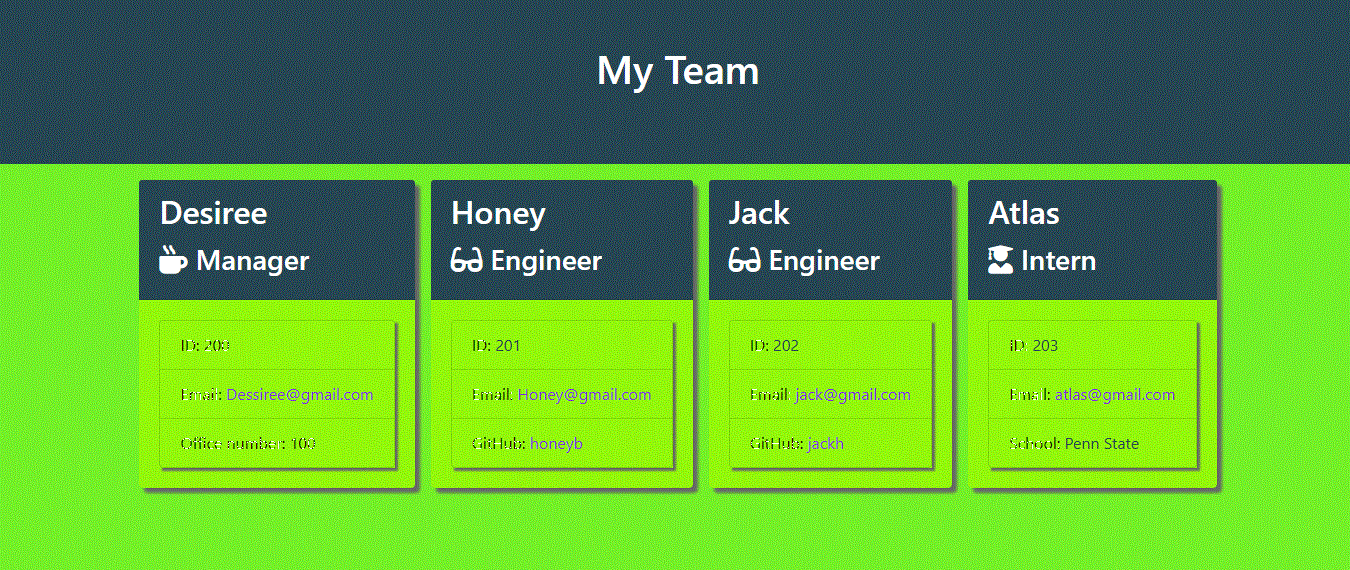 My Team
Desiree
Manager
ID: 200
Email: Dessiree@gmail.com
Office number: 100
Honey
Engineer
ID: 201
Email: Honey@gmail.com
GitHub: honeyb
Jack
Engineer
ID: 202
Email: jack@gmail.com
GitHub: jackh
Atlas
Intern
ID: 203
Email: atlas@gmail.com
School: Penn State